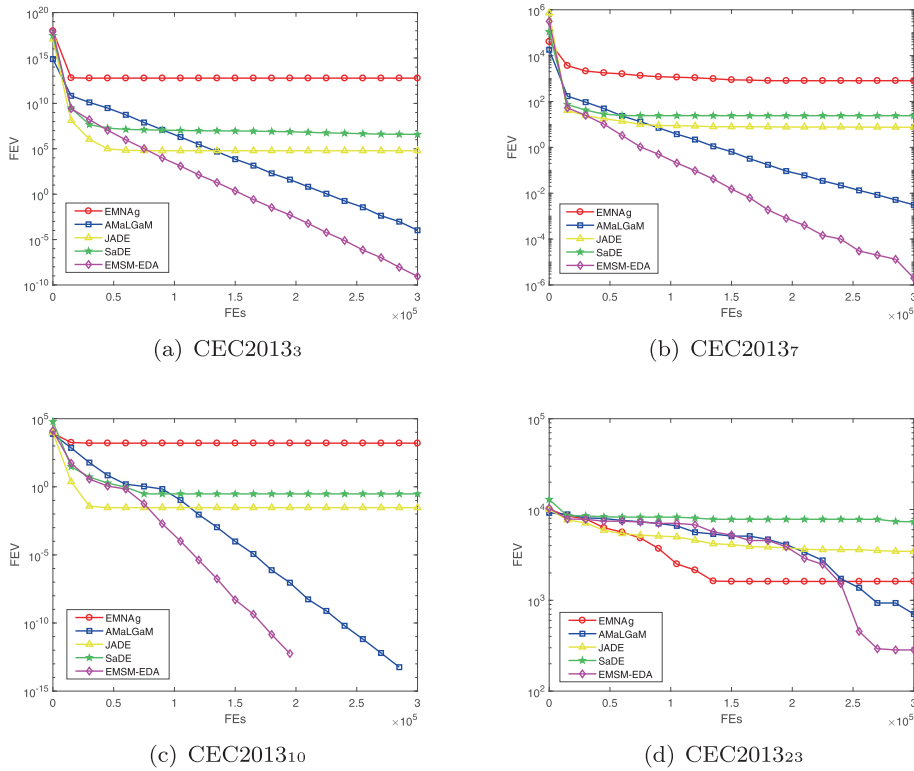 10^20
10^15
10^10
10^5
10^0
10^-5
10^-10
FEV
EMNAg
AMaLGaM
JADE
SaDE
EMSM-EDA
0 0.5 1 1.5 2 2.5 3
FEs
×10^5
(a) CEC2013₃
10^6
10^4
10^2
10^0
10^-2
10^-4
10^-6
FEV
EMNAg
AMaLGaM
JADE
SaDE
EMSM-EDA
0 0.5 1 1.5 2 2.5 3
FEs
×10^5
(b) CEC2013₇
10^5
10^0
10^-5
10^-10
10^-15
FEV
EMNAg
AMaLGaM
JADE
SaDE
EMSM-EDA
0 0.5 1 1.5 2 2.5 3
FEs
×10^5
(c) CEC2013₁₀
10^5
10^4
10^3
10^2
FEV
EMNAg
AMaLGaM
JADE
SaDE
EMSM-EDA
0 0.5 1 1.5 2 2.5 3
FEs
×10^5
(d) CEC2013₂₃